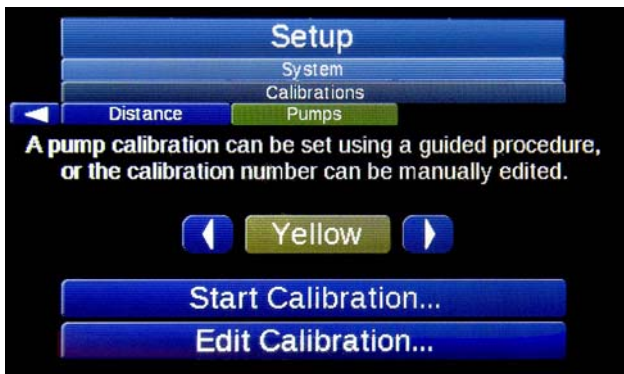 Setup
System
Calibrations
Distance Pumps
A pump calibration can be set using a guided procedure,
or the calibration number can be manually edited.
Yellow
Start Calibration...
Edit Calibration...